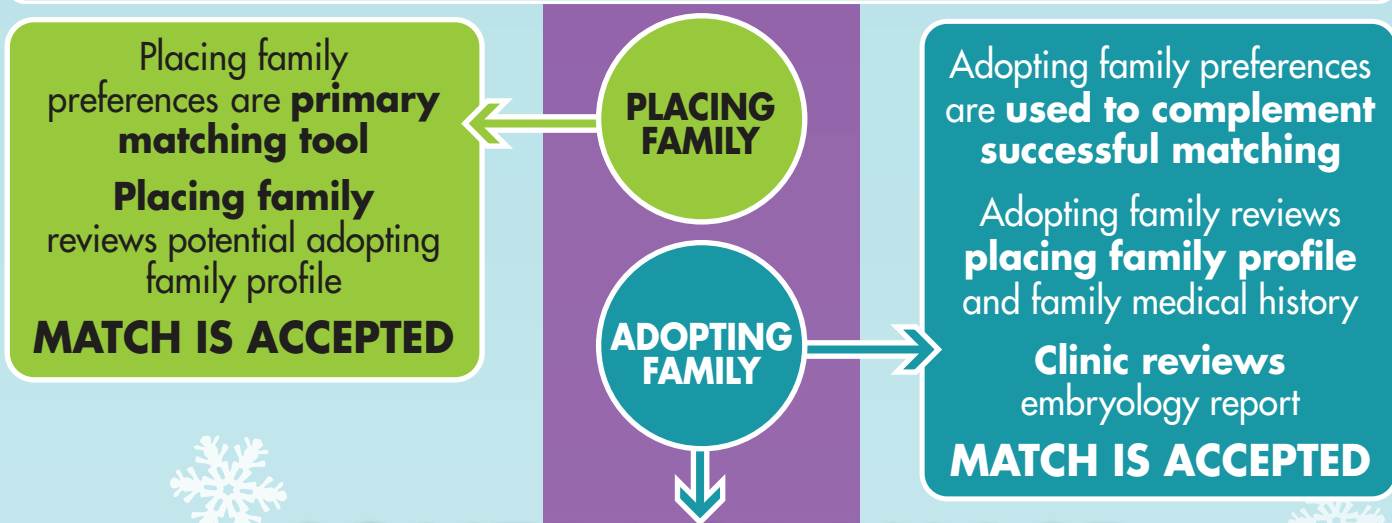 Placing family
preferences are primary
matching tool
Placing family
reviews potential adopting
family profile
MATCH IS ACCEPTED
PLACING
FAMILY
ADOPTING
FAMILY
Adopting family preferences
are used to complement
successful matching
Adopting family reviews
placing family profile
and family medical history
Clinic reviews
embryology report
MATCH IS ACCEPTED